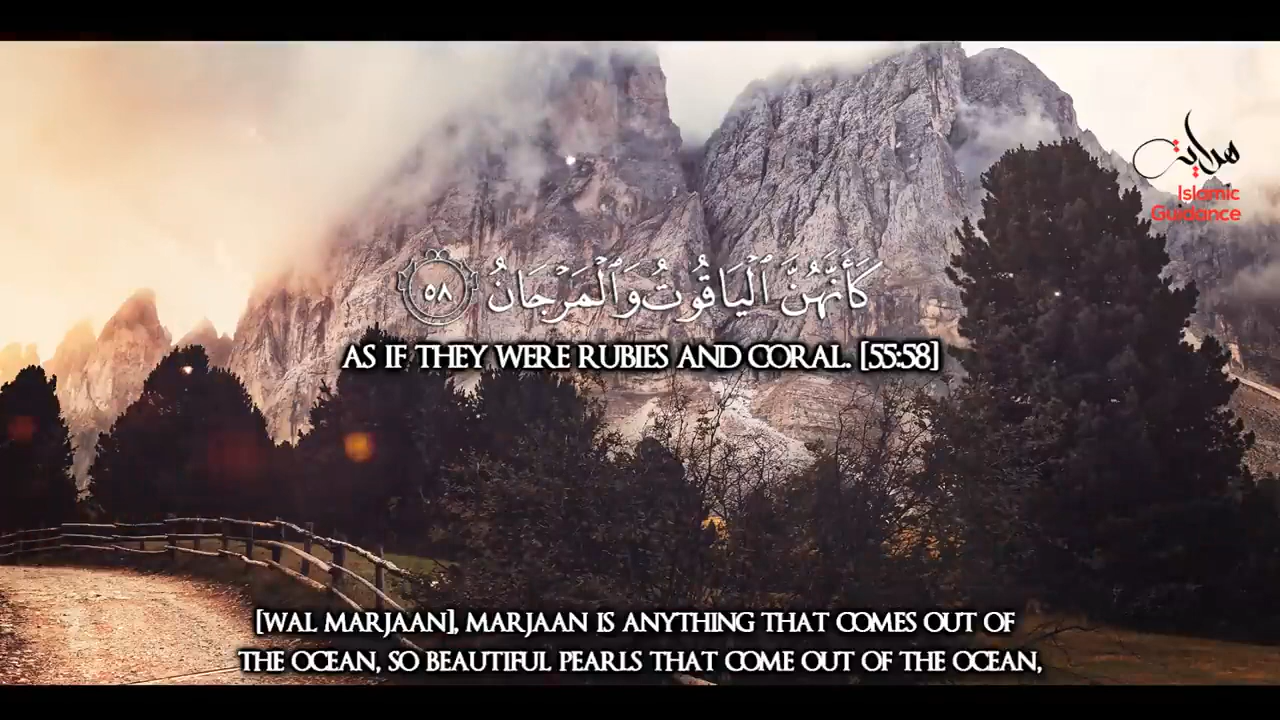 هداية
Islamic
Guidance
كَأَنَّهُنَّ ٱلْيَاقُوتُ وَٱلْمَرْجَانُ ٥٨
AS IF THEY WERE RUBIES AND CORAL. [55:58]
[WAL MARJAAN], MARJAAN IS ANYTHING THAT COMES OUT OF
THE OCEAN, SO BEAUTIFUL PEARLS THAT COME OUT OF THE OCEAN,